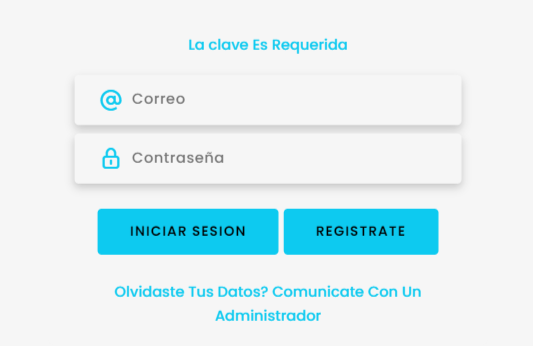 La clave Es Requerida
Correo
Contraseña
INICIAR SESION
REGISTRATE
Olvidaste Tus Datos? Comunicate Con Un
Administrador